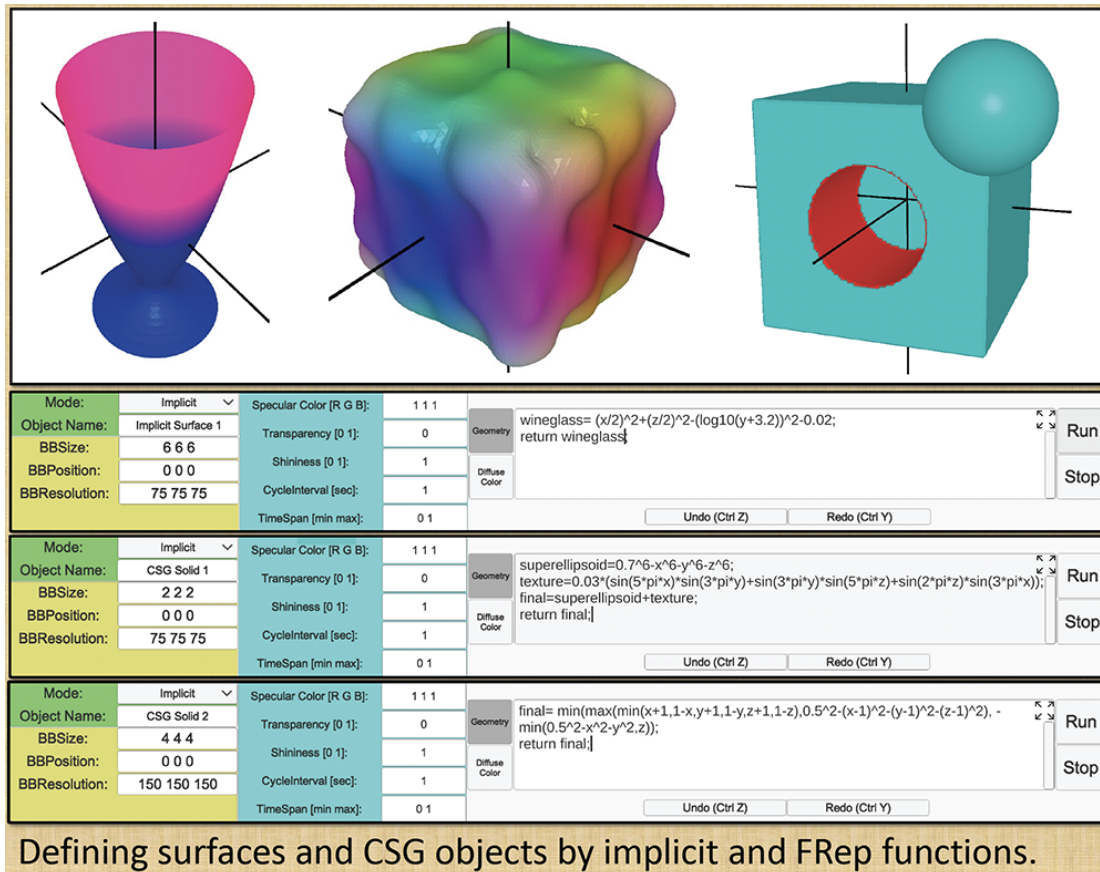 Mode: Implicit
Object Name: Implicit Surface 1
BBSize: 6 6 6
BBPosition: 0 0 0
BBResolution: 75 75 75
Specular Color [R G B]: 1 1 1
Transparency [0 1]: 0
Shininess [0 1]: 1
CycleInterval [sec]: 1
TimeSpan [min max]: 0 1
Geometry
Diffuse
Color
wineglass= (x/2)^2+(z/2)^2-(log10(y+3.2))^2-0.02;
return wineglass;
Run
Stop
Undo (Ctrl Z) Redo (Ctrl Y)
Mode: Implicit
Object Name: CSG Solid 1
BBSize: 2 2 2
BBPosition: 0 0 0
BBResolution: 75 75 75
Specular Color [R G B]: 1 1 1
Transparency [0 1]: 0
Shininess [0 1]: 1
CycleInterval [sec]: 1
TimeSpan [min max]: 0 1
Geometry
Diffuse
Color
superellipsoid=0.7^6-x^6-y^6-z^6;
texture=0.03*(sin(5*pi*x)*sin(3*pi*y)+sin(3*pi*y)*sin(5*pi*z)+sin(2*pi*z)*sin(3*pi*x));
final=superellipsoid+texture;
return final;
Run
Stop
Undo (Ctrl Z) Redo (Ctrl Y)
Mode: Implicit
Object Name: CSG Solid 2
BBSize: 4 4 4
BBPosition: 0 0 0
BBResolution: 150 150 150
Specular Color [R G B]: 1 1 1
Transparency [0 1]: 0
Shininess [0 1]: 1
CycleInterval [sec]: 1
TimeSpan [min max]: 0 1
Geometry
Diffuse
Color
final= min(max(min(x+1,1-x,y+1,1-y,z+1,1-z),0.5^2-(x-1)^2-(y-1)^2-(z-1)^2), -
min(0.5^2-x^2-y^2,z));
return final;
Run
Stop
Undo (Ctrl Z) Redo (Ctrl Y)
Defining surfaces and CSG objects by implicit and FRep functions.